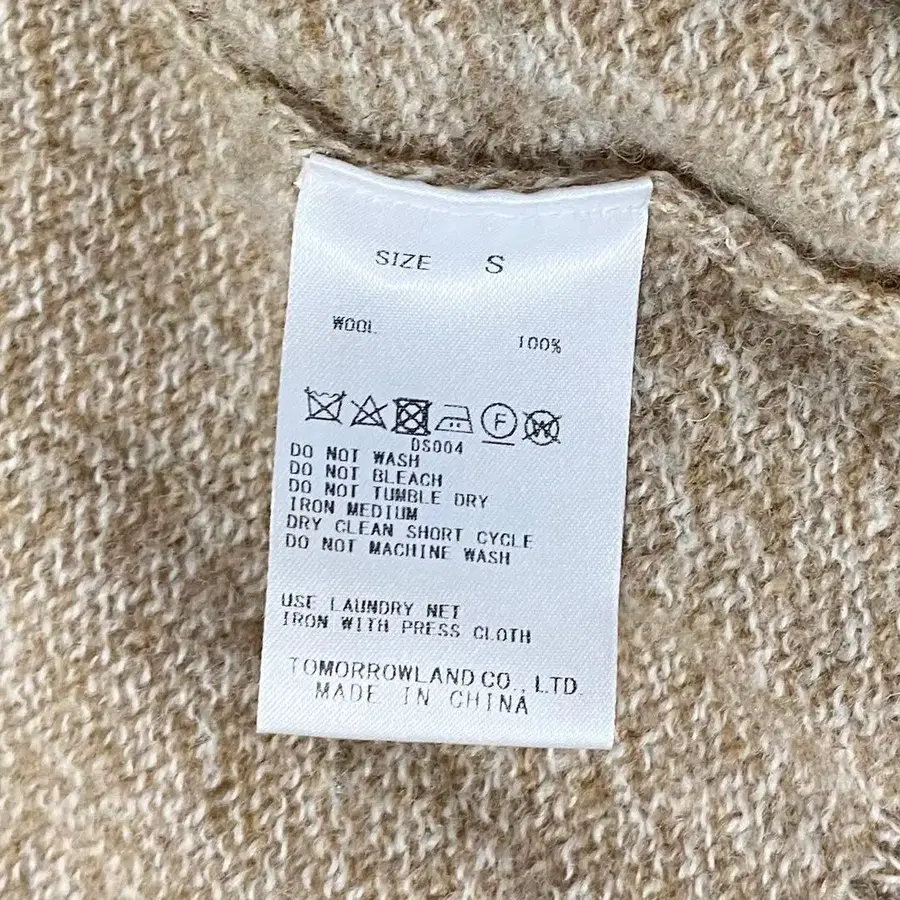 SIZE S
WOOL
100%
F W
DS004
DO NOT WASH
DO NOT BLEACH
DO NOT TUMBLE DRY
IRON MEDIUM
DRY CLEAN SHORT CYCLE
DO NOT MACHINE WASH
USE LAUNDRY NET
IRON WITH PRESS CLOTH
TOMORROWLAND CO., LTD.
MADE IN CHINA